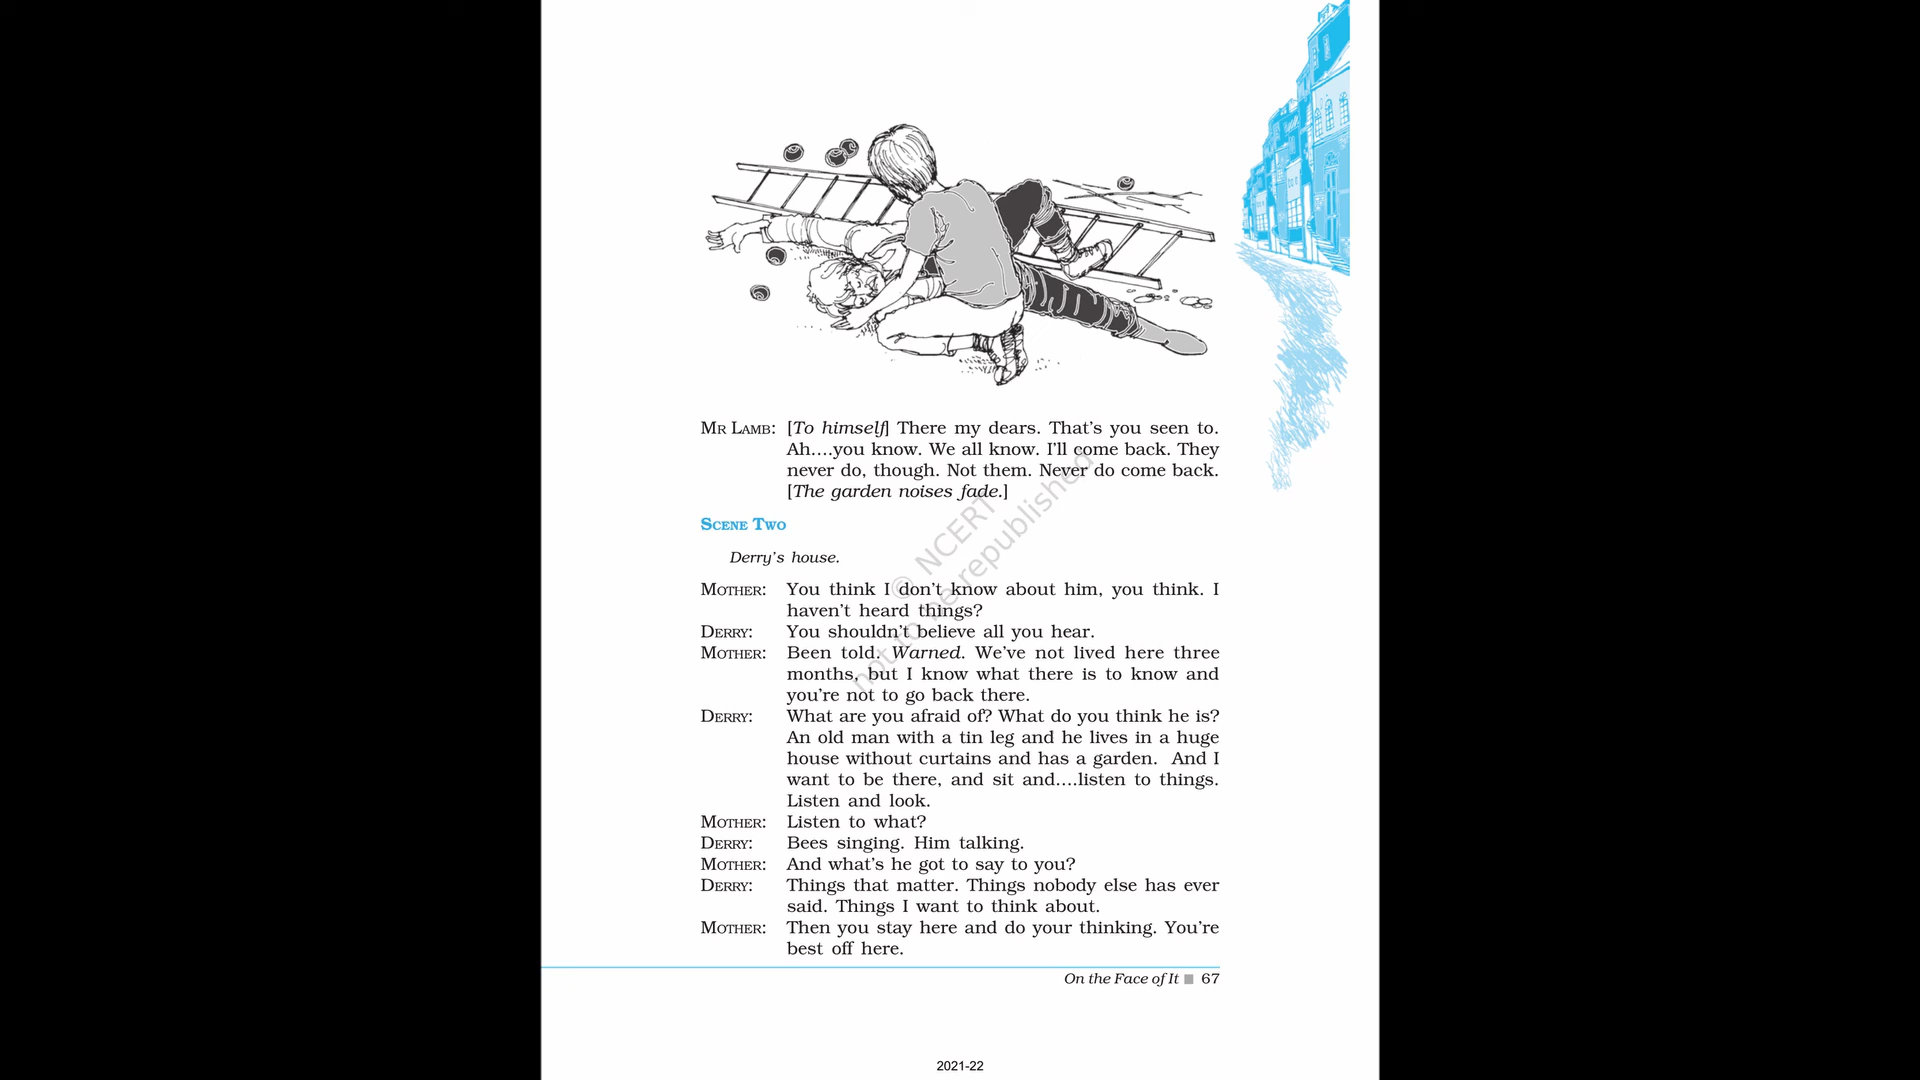 MR LAMB: [To himself] There my dears. That's you seen to.
Ah....you know. We all know. I'll come back. They
never do, though. Not them. Never do come back.
[The garden noises fade.]
SCENE TWO
Derry's house.
MOTHER: You think I don't know about him, you think. I
haven't heard things?
DERRY: You shouldn't believe all you hear.
MOTHER: Been told. Warned. We've not lived here three
months, but I know what there is to know and
you're not to go back there.
DERRY: What are you afraid of? What do you think he is?
An old man with a tin leg and he lives in a huge
house without curtains and has a garden. And I
want to be there, and sit and....listen to things.
Listen and look.
MOTHER: Listen to what?
DERRY: Bees singing. Him talking.
MOTHER: And what's he got to say to you?
DERRY: Things that matter. Things nobody else has ever
said. Things I want to think about.
MOTHER: Then you stay here and do your thinking. You're
best off here.
© NCERT
not to be republished
On the Face of It ■ 67
2021-22